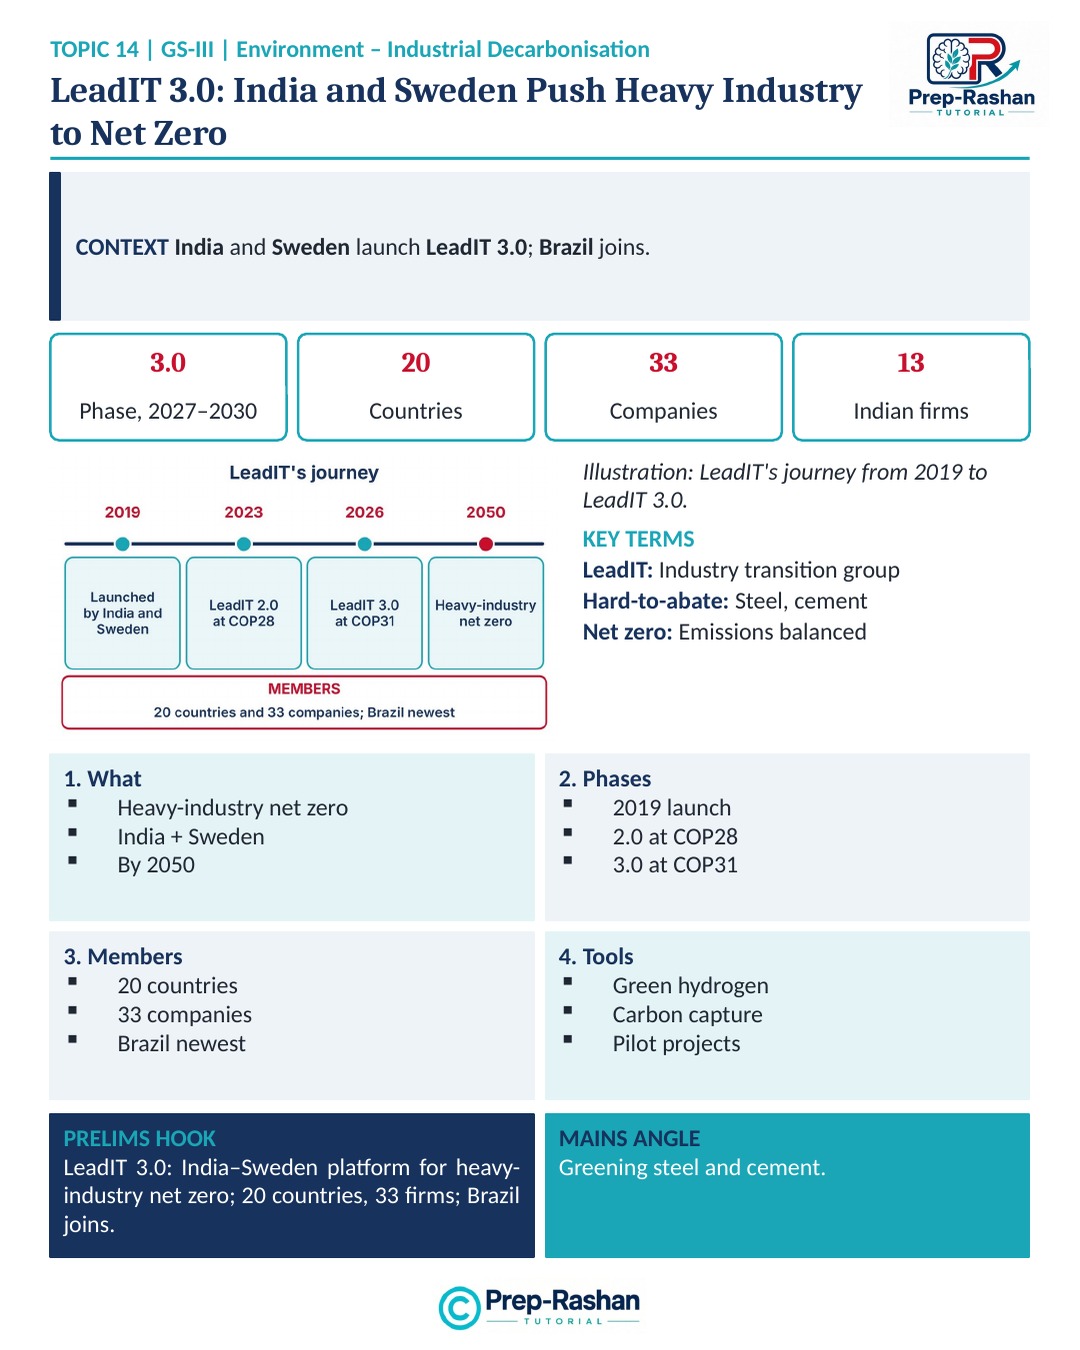 TOPIC 14 | GS-III | Environment – Industrial Decarbonisation
LeadIT 3.0: India and Sweden Push Heavy Industry
to Net Zero
Prep-Rashan
TUTORIAL
CONTEXT India and Sweden launch LeadIT 3.0; Brazil joins.
3.0
Phase, 2027–2030
20
Countries
33
Companies
13
Indian firms
LeadIT's journey
2019
2023
2026
2050
Launched
by India and
Sweden
LeadIT 2.0
at COP28
LeadIT 3.0
at COP31
Heavy-industry
net zero
MEMBERS
20 countries and 33 companies; Brazil newest
Illustration: LeadIT's journey from 2019 to
LeadIT 3.0.
KEY TERMS
LeadIT: Industry transition group
Hard-to-abate: Steel, cement
Net zero: Emissions balanced
1. What
▪ Heavy-industry net zero
▪ India + Sweden
▪ By 2050
2. Phases
▪ 2019 launch
▪ 2.0 at COP28
▪ 3.0 at COP31
3. Members
▪ 20 countries
▪ 33 companies
▪ Brazil newest
4. Tools
▪ Green hydrogen
▪ Carbon capture
▪ Pilot projects
PRELIMS HOOK
LeadIT 3.0: India–Sweden platform for heavy-
industry net zero; 20 countries, 33 firms; Brazil
joins.
MAINS ANGLE
Greening steel and cement.
© Prep-Rashan
TUTORIAL